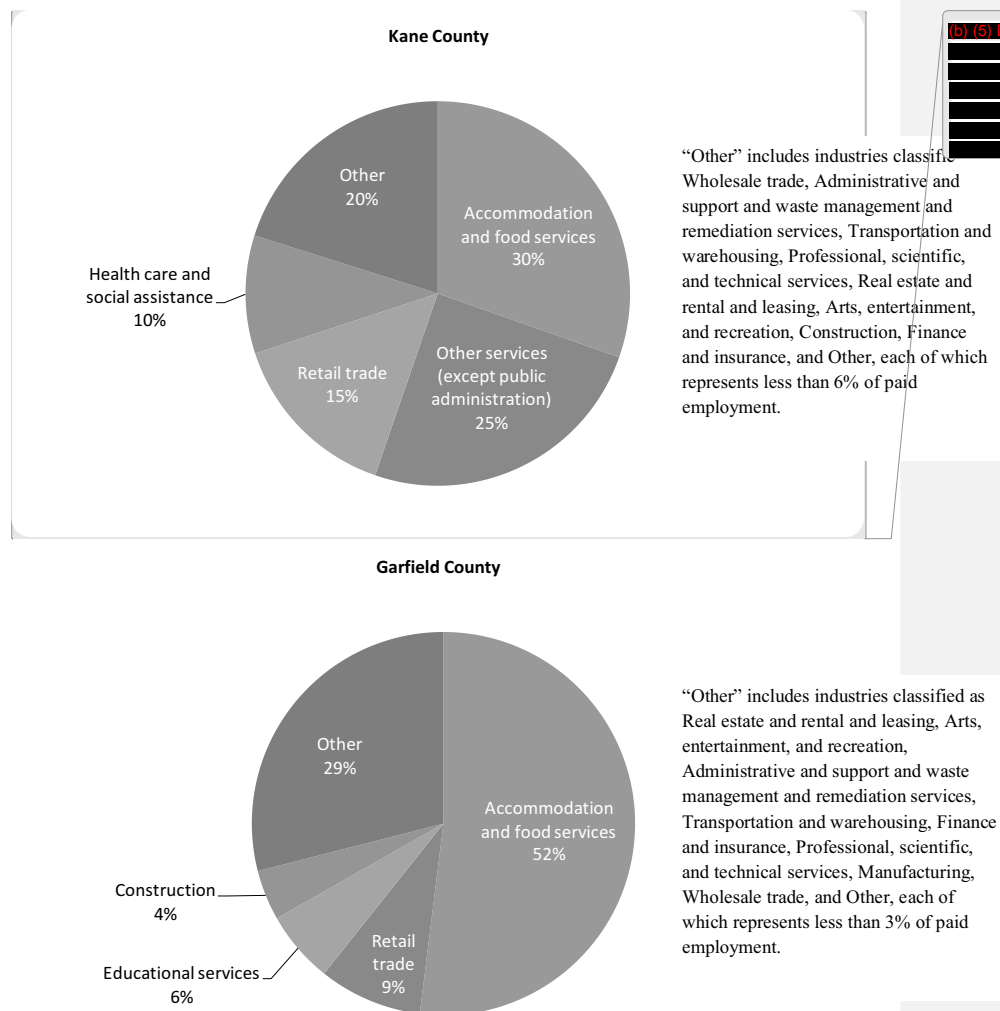 Kane County
(b) (5)
Other
20%
Accommodation
and food services
30%
Health care and
social assistance
10%
Retail trade
15%
Other services
(except public
administration)
25%
“Other” includes industries
Wholesale trade, Administrative and
support and waste management and
remediation services, Transportation and
warehousing, Professional, scientific,
and technical services, Real estate and
rental and leasing, Arts, entertainment,
and recreation, Construction, Finance
and insurance, and Other, each of which
represents less than 6% of paid
employment.
Garfield County
Other
29%
Accommodation
and food services
52%
Construction
4%
Educational services
6%
Retail
trade
9%
“Other” includes industries classified as
Real estate and rental and leasing, Arts,
entertainment, and recreation,
Administrative and support and waste
management and remediation services,
Transportation and warehousing, Finance
and insurance, Professional, scientific,
and technical services, Manufacturing,
Wholesale trade, and Other, each of
which represents less than 3% of paid
employment.